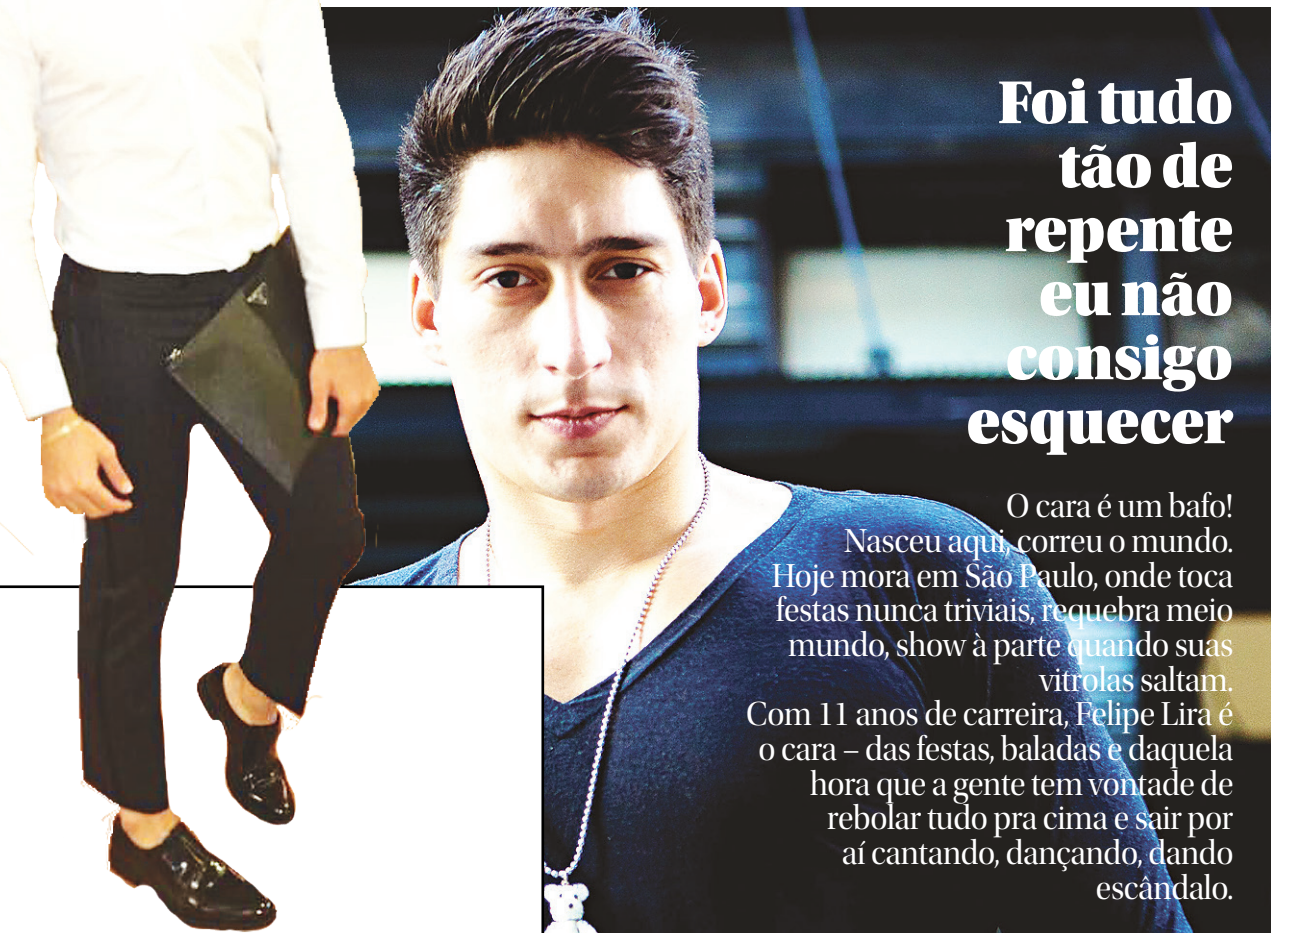 Foi tudo
tão de
repente
eu não
consigo
esquecer
O cara é um bafo!
Nasceu aqui, correu o mundo.
Hoje mora em São Paulo, onde toca
festas nunca triviais, requebra meio
mundo, show à parte quando suas
vitrolas saltam.
Com 11 anos de carreira, Felipe Lira é
o cara – das festas, baladas e daquela
hora que a gente tem vontade de
rebolar tudo pra cima e sair por
aí cantando, dançando, dando
escândalo.